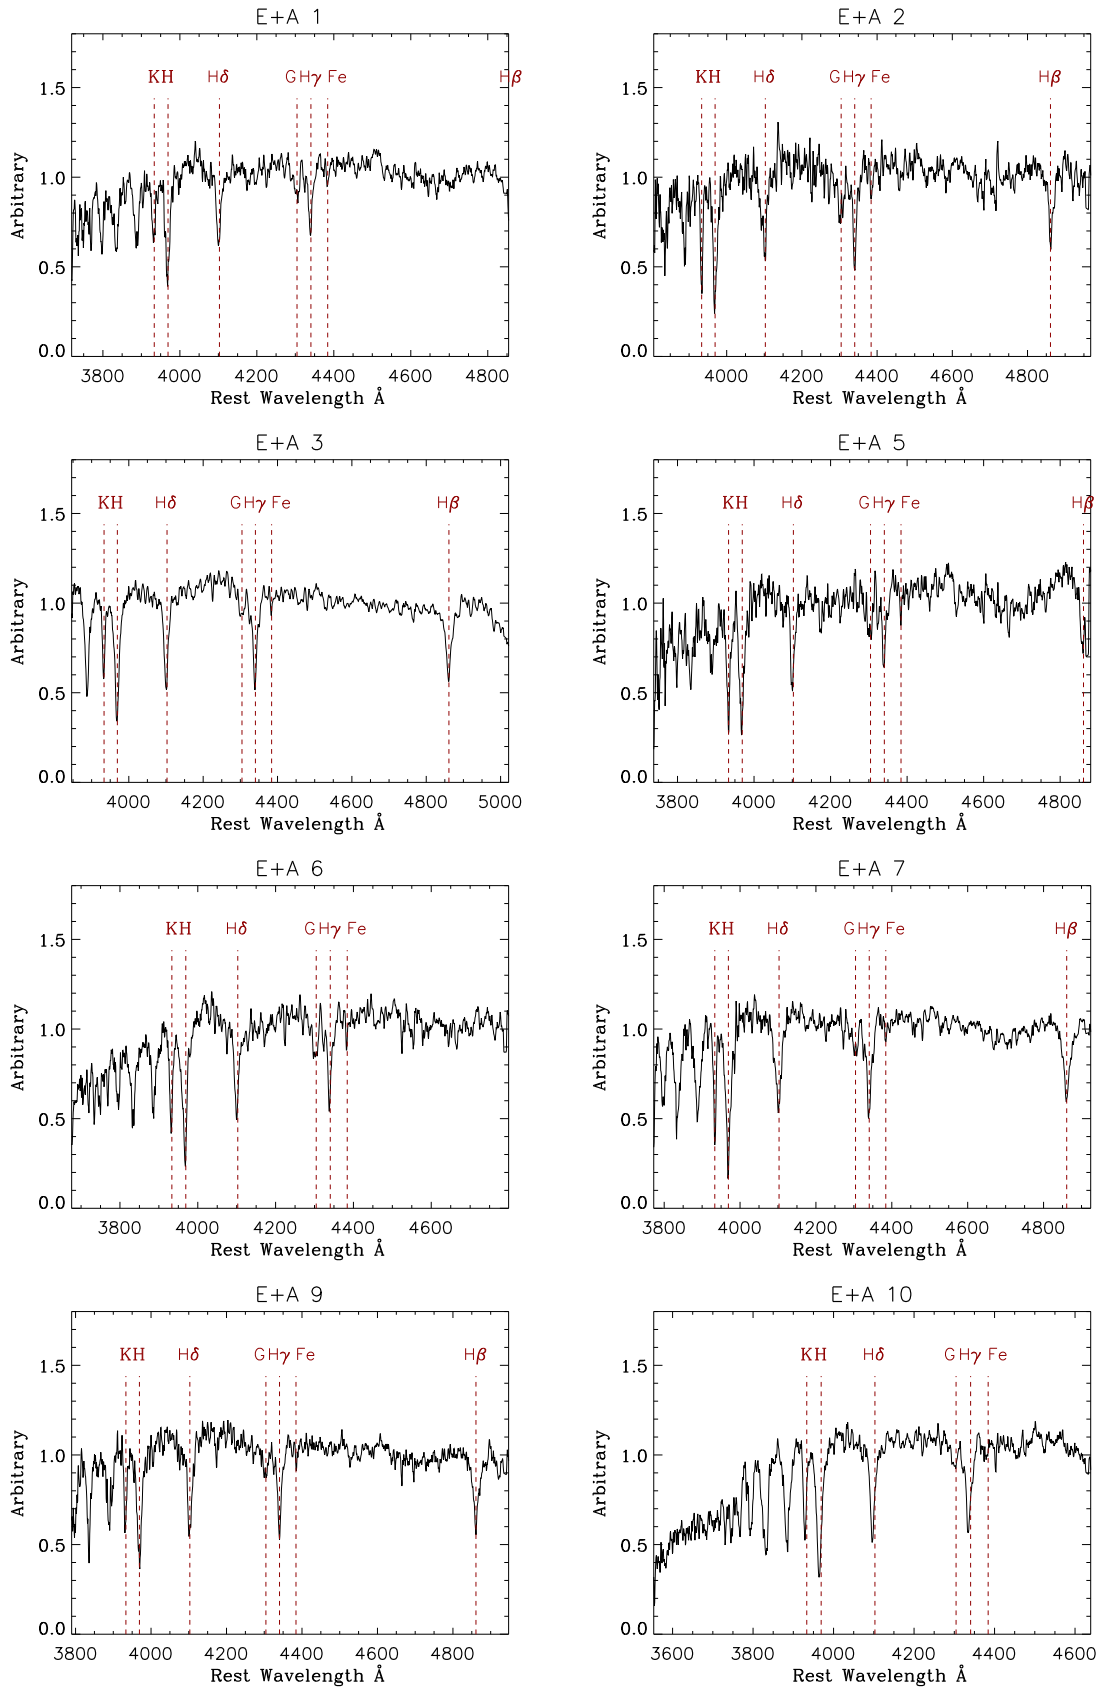 E+A 1
K H Hδ G Hγ Fe Hβ
1.5
1.0
0.5
0.0
Arbitrary
3800 4000 4200 4400 4600 4800
Rest Wavelength Å
E+A 2
K H Hδ G Hγ Fe Hβ
1.5
1.0
0.5
0.0
Arbitrary
4000 4200 4400 4600 4800
Rest Wavelength Å
E+A 3
K H Hδ G Hγ Fe Hβ
1.5
1.0
0.5
0.0
Arbitrary
4000 4200 4400 4600 4800 5000
Rest Wavelength Å
E+A 5
K H Hδ G Hγ Fe Hβ
1.5
1.0
0.5
0.0
Arbitrary
3800 4000 4200 4400 4600 4800
Rest Wavelength Å
E+A 6
K H Hδ G Hγ Fe
1.5
1.0
0.5
0.0
Arbitrary
3800 4000 4200 4400 4600
Rest Wavelength Å
E+A 7
K H Hδ G Hγ Fe Hβ
1.5
1.0
0.5
0.0
Arbitrary
3800 4000 4200 4400 4600 4800
Rest Wavelength Å
E+A 9
K H Hδ G Hγ Fe Hβ
1.5
1.0
0.5
0.0
Arbitrary
3800 4000 4200 4400 4600 4800
Rest Wavelength Å
E+A 10
K H Hδ G Hγ Fe
1.5
1.0
0.5
0.0
Arbitrary
3600 3800 4000 4200 4400 4600
Rest Wavelength Å